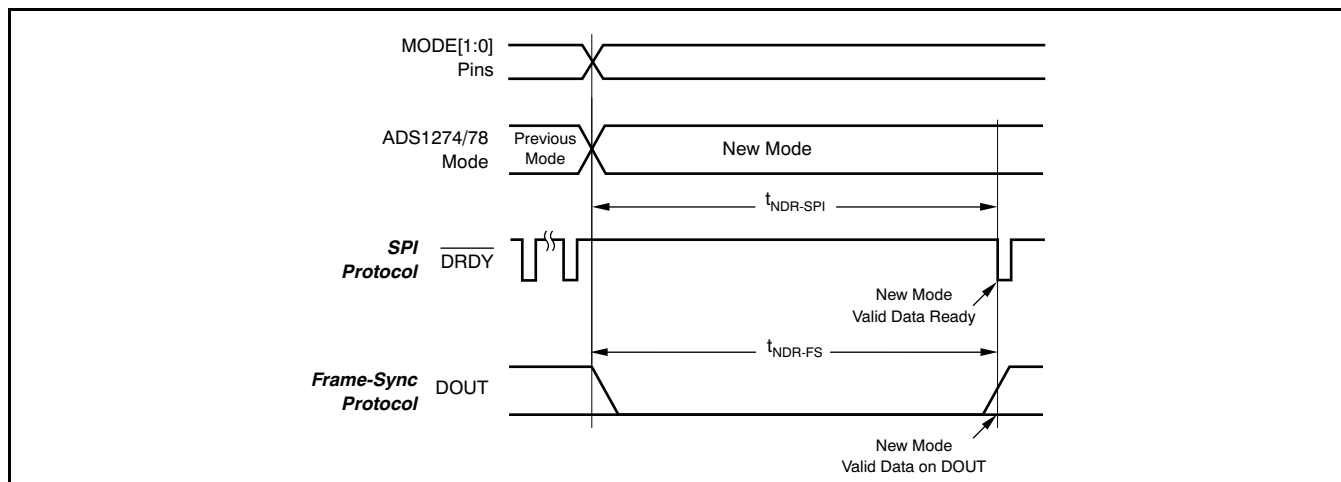 MODE[1:0]
Pins
ADS1274/78
Mode
Previous
Mode
New Mode
tNDR-SPI
SPI
Protocol
DRDY
New Mode
Valid Data Ready
tNDR-FS
Frame-Sync
Protocol
DOUT
New Mode
Valid Data on DOUT